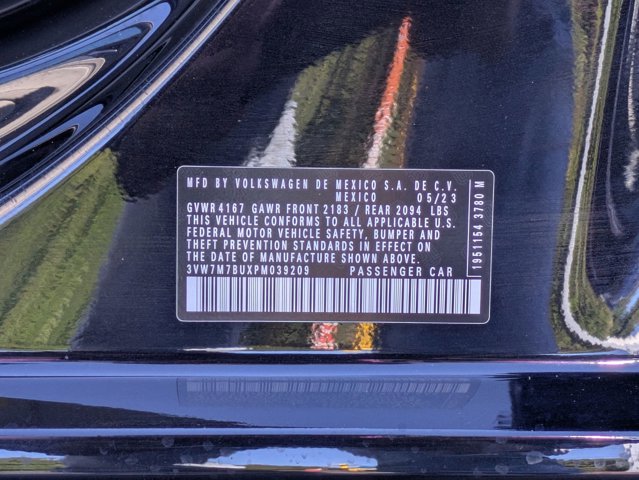 MFD BY VOLKSWAGEN DE MEXICO S.A. DE C.V.
MEXICO 05/23
GVWR 4167 GAWR FRONT 2183 / REAR 2094 LBS
THIS VEHICLE CONFORMS TO ALL APPLICABLE U.S.
FEDERAL MOTOR VEHICLE SAFETY, BUMPER AND
THEFT PREVENTION STANDARDS IN EFFECT ON
THE DATE OF MANUFACTURE SHOWN ABOVE.
3VW7M7BUXPM039209 PASSENGER CAR
1951154 3780 M